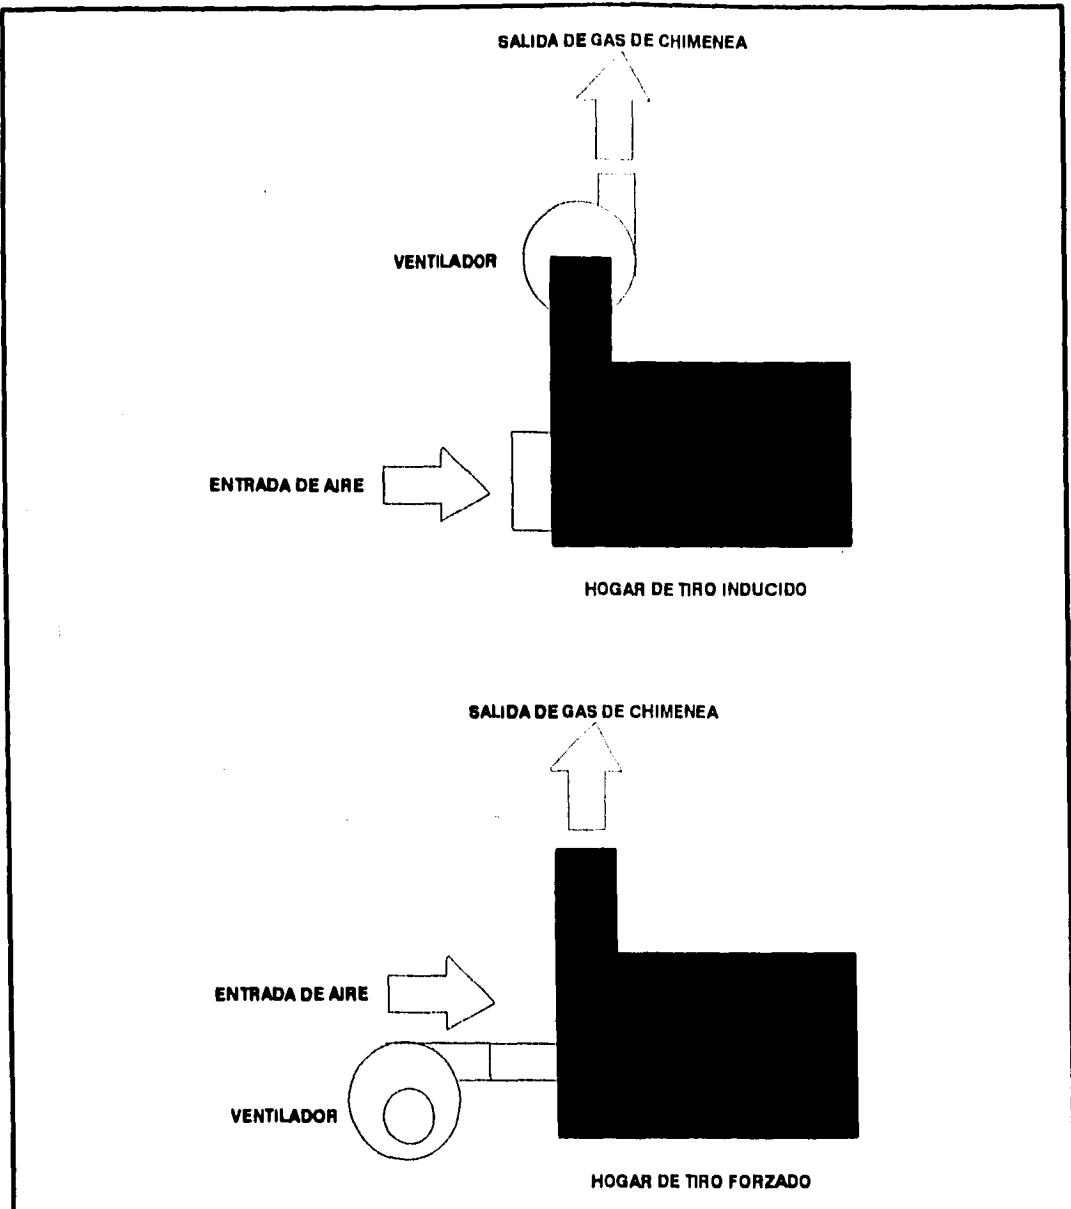 SALIDA DE GAS DE CHIMENEA
VENTILADOR
ENTRADA DE AIRE
HOGAR DE TIRO INDUCIDO
SALIDA DE GAS DE CHIMENEA
ENTRADA DE AIRE
VENTILADOR
HOGAR DE TIRO FORZADO